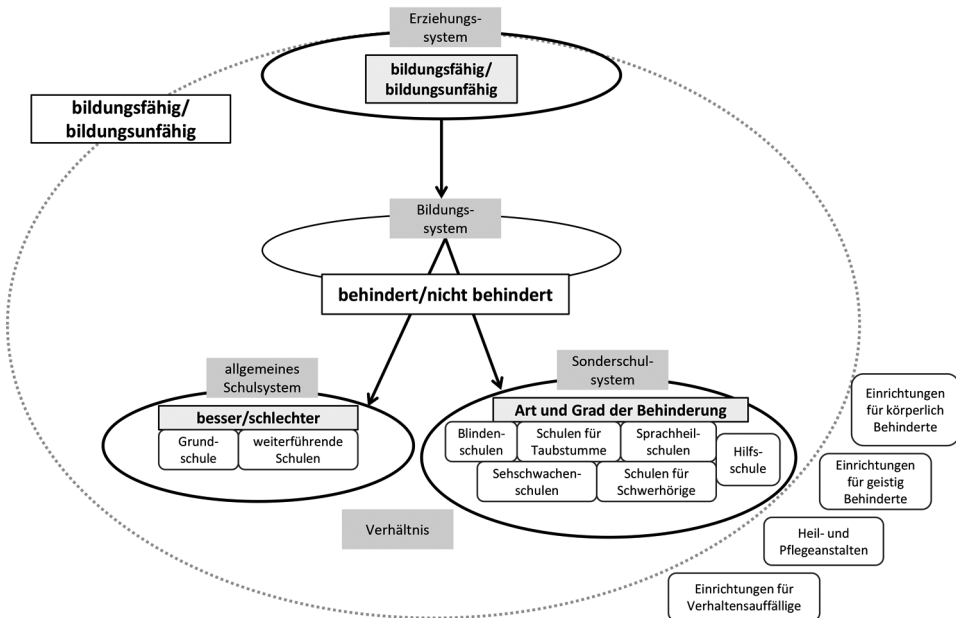 Erziehungs-
system
bildungsfähig/
bildungsunfähig
bildungsfähig/
bildungsunfähig
Bildungs-
system
behindert/nicht behindert
allgemeines
Schulsystem
besser/schlechter
Grund-
schule
weiterführende
Schulen
Sonderschul-
system
Art und Grad der Behinderung
Blinden-
schulen
Schulen für
Taubstumme
Sprachheil-
schulen
Hilfs-
schule
Sehschwachen-
schulen
Schulen für
Schwerhörige
Verhältnis
Einrichtungen
für körperlich
Behinderte
Einrichtungen
für geistig
Behinderte
Heil- und
Pflegeanstalten
Einrichtungen für
Verhaltensauffällige